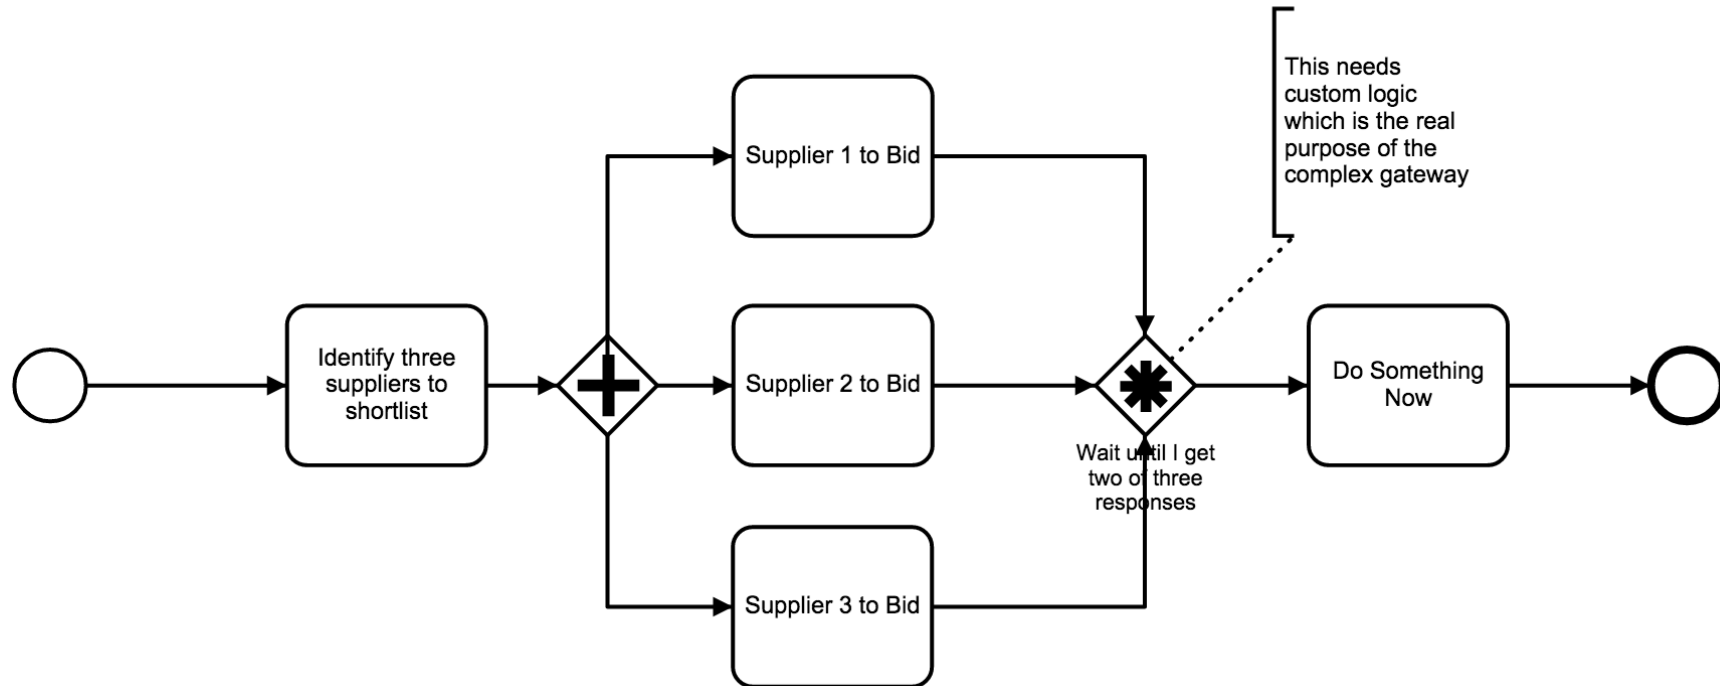 This needs
custom logic
which is the real
purpose of the
complex gateway
Supplier 1 to Bid
Identify three
suppliers to
shortlist
Supplier 2 to Bid
Wait until I get
two of three
responses
Do Something
Now
Supplier 3 to Bid